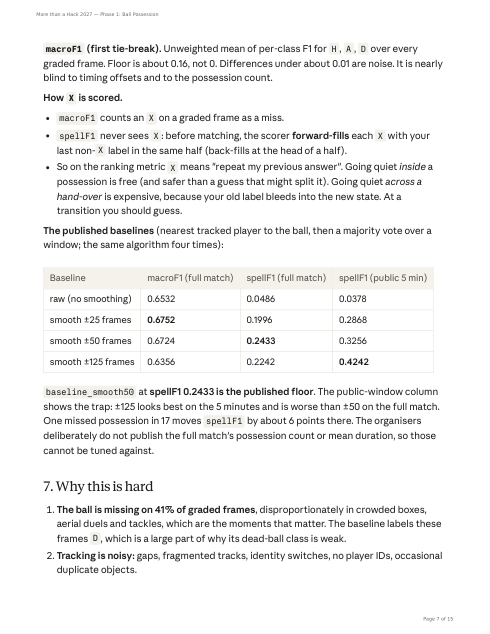 More than a Hack 2027 — Phase 1: Ball Possession
macroF1 (first tie-break). Unweighted mean of per-class F1 for H, A, D over every
graded frame. Floor is about 0.16, not 0. Differences under about 0.01 are noise. It is nearly
blind to timing offsets and to the possession count.
How X is scored.
• macroF1 counts an X on a graded frame as a miss.
• spellF1 never sees X: before matching, the scorer forward-fills each X with your
last non-X label in the same half (back-fills at the head of a half).
• So on the ranking metric X means "repeat my previous answer". Going quiet inside a
possession is free (and safer than a guess that might split it). Going quiet across a
hand-over is expensive, because your old label bleeds into the new state. At a
transition you should guess.
The published baselines (nearest tracked player to the ball, then a majority vote over a
window; the same algorithm four times):
Baseline macroF1 (full match) spellF1 (full match) spellF1 (public 5 min)
raw (no smoothing) 0.6532 0.0486 0.0378
smooth ±25 frames 0.6752 0.1996 0.2868
smooth ±50 frames 0.6724 0.2433 0.3256
smooth ±125 frames 0.6356 0.2242 0.4242
baseline_smooth50 at spellF1 0.2433 is the published floor. The public-window column
shows the trap: ±125 looks best on the 5 minutes and is worse than ±50 on the full match.
One missed possession in 17 moves spellF1 by about 6 points there. The organisers
deliberately do not publish the full match's possession count or mean duration, so those
cannot be tuned against.
7. Why this is hard
1. The ball is missing on 41% of graded frames, disproportionately in crowded boxes,
aerial duels and tackles, which are the moments that matter. The baseline labels these
frames D, which is a large part of why its dead-ball class is weak.
2. Tracking is noisy: gaps, fragmented tracks, identity switches, no player IDs, occasional
duplicate objects.
Page 7 of 15